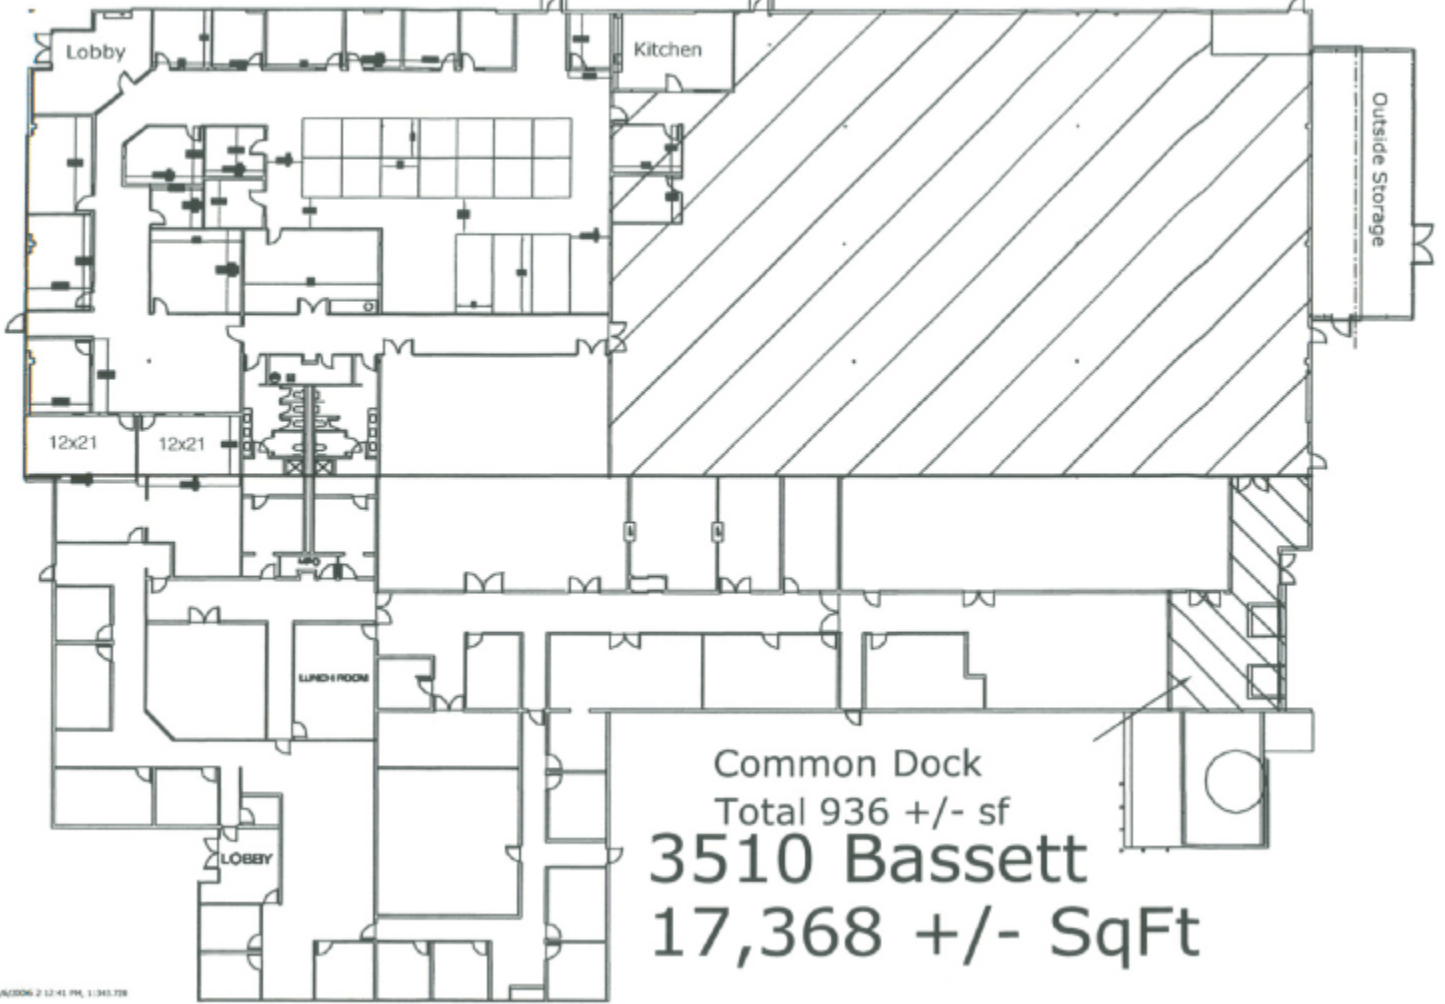 Lobby
Kitchen
Outside Storage
12x21
12x21
LUNCH ROOM
Common Dock
Total 936 +/- sf
LOBBY
3510 Bassett
17,368 +/- SqFt